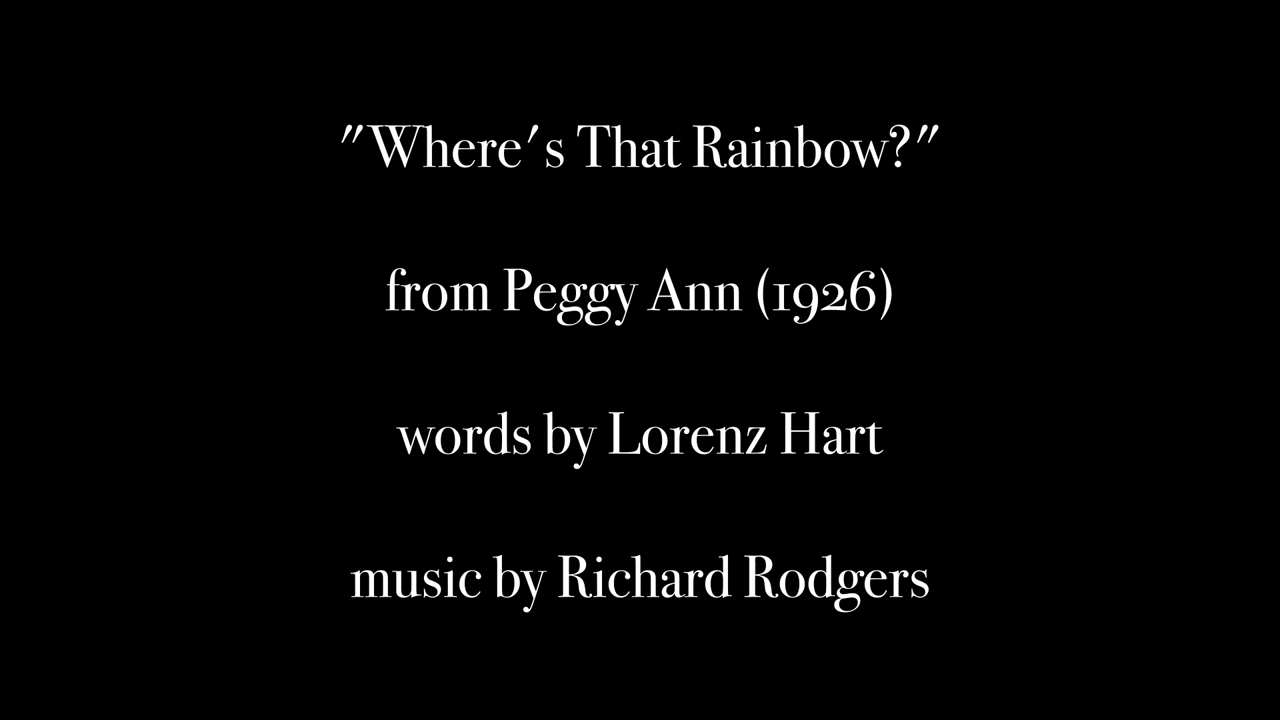 "Where's That Rainbow?"
from Peggy Ann (1926)
words by Lorenz Hart
music by Richard Rodgers